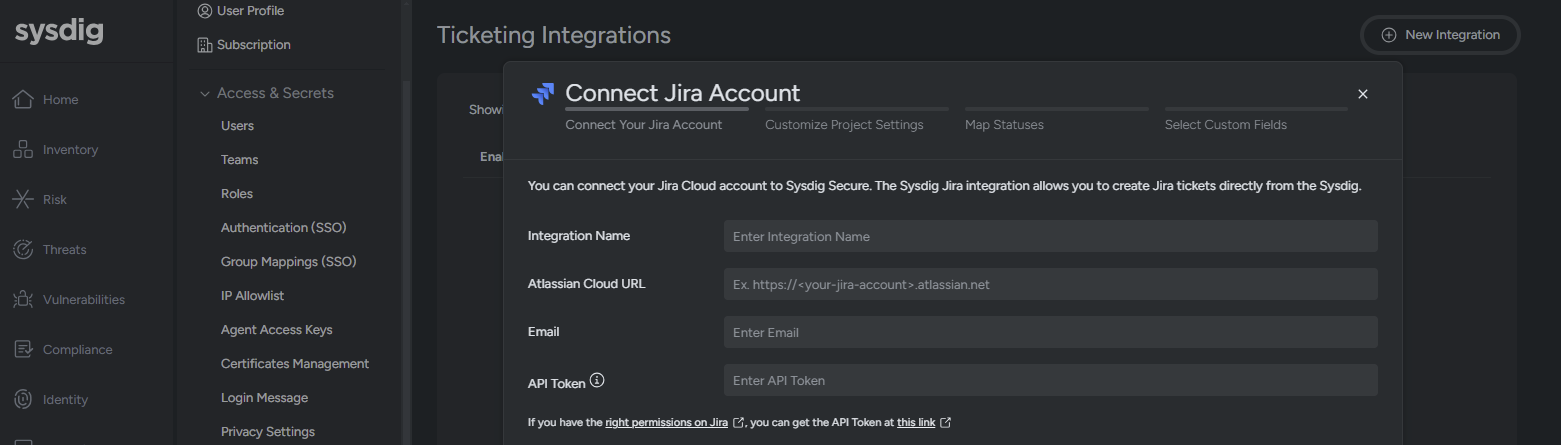 sysdig
Home
Inventory
Risk
Threats
Vulnerabilities
Compliance
Identity
User Profile
Subscription
Access & Secrets
Users
Teams
Roles
Authentication (SSO)
Group Mappings (SSO)
IP Allowlist
Agent Access Keys
Certificates Management
Login Message
Privacy Settings
Ticketing Integrations
New Integration
Connect Jira Account
Connect Your Jira Account
Customize Project Settings
Map Statuses
Select Custom Fields
You can connect your Jira Cloud account to Sysdig Secure. The Sysdig Jira integration allows you to create Jira tickets directly from the Sysdig.
Integration Name
Enter Integration Name
Atlassian Cloud URL
Ex. https://<your-jira-account>.atlassian.net
Email
Enter Email
API Token
Enter API Token
If you have the right permissions on Jira , you can get the API Token at this link